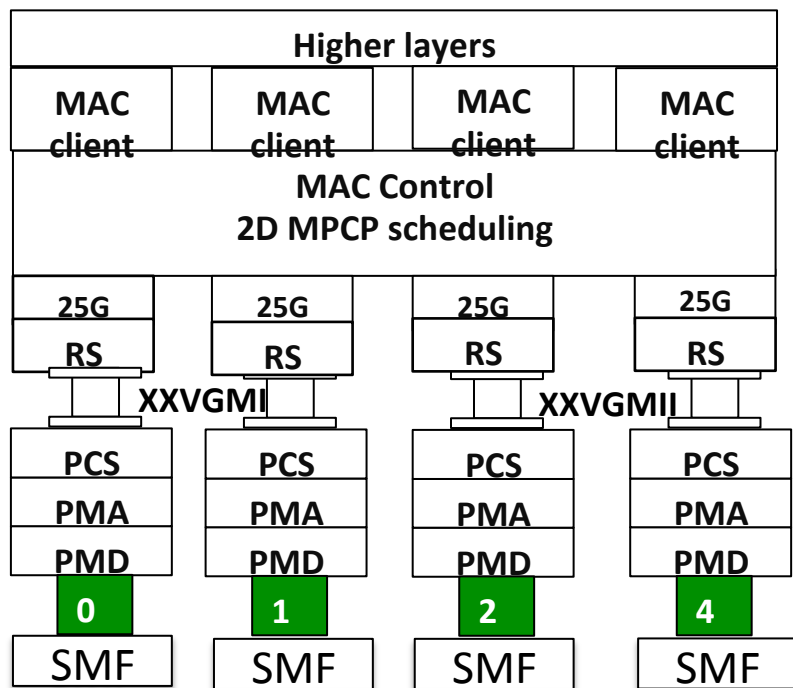 Higher layers
MAC client
MAC client
MAC client
MAC client
MAC Control
2D MPCP scheduling
25G
25G
25G
25G
RS
RS
RS
RS
XXVGMI
XXVGMII
PCS
PCS
PCS
PCS
PMA
PMA
PMA
PMA
PMD
PMD
PMD
PMD
0
1
2
4
SMF
SMF
SMF
SMF